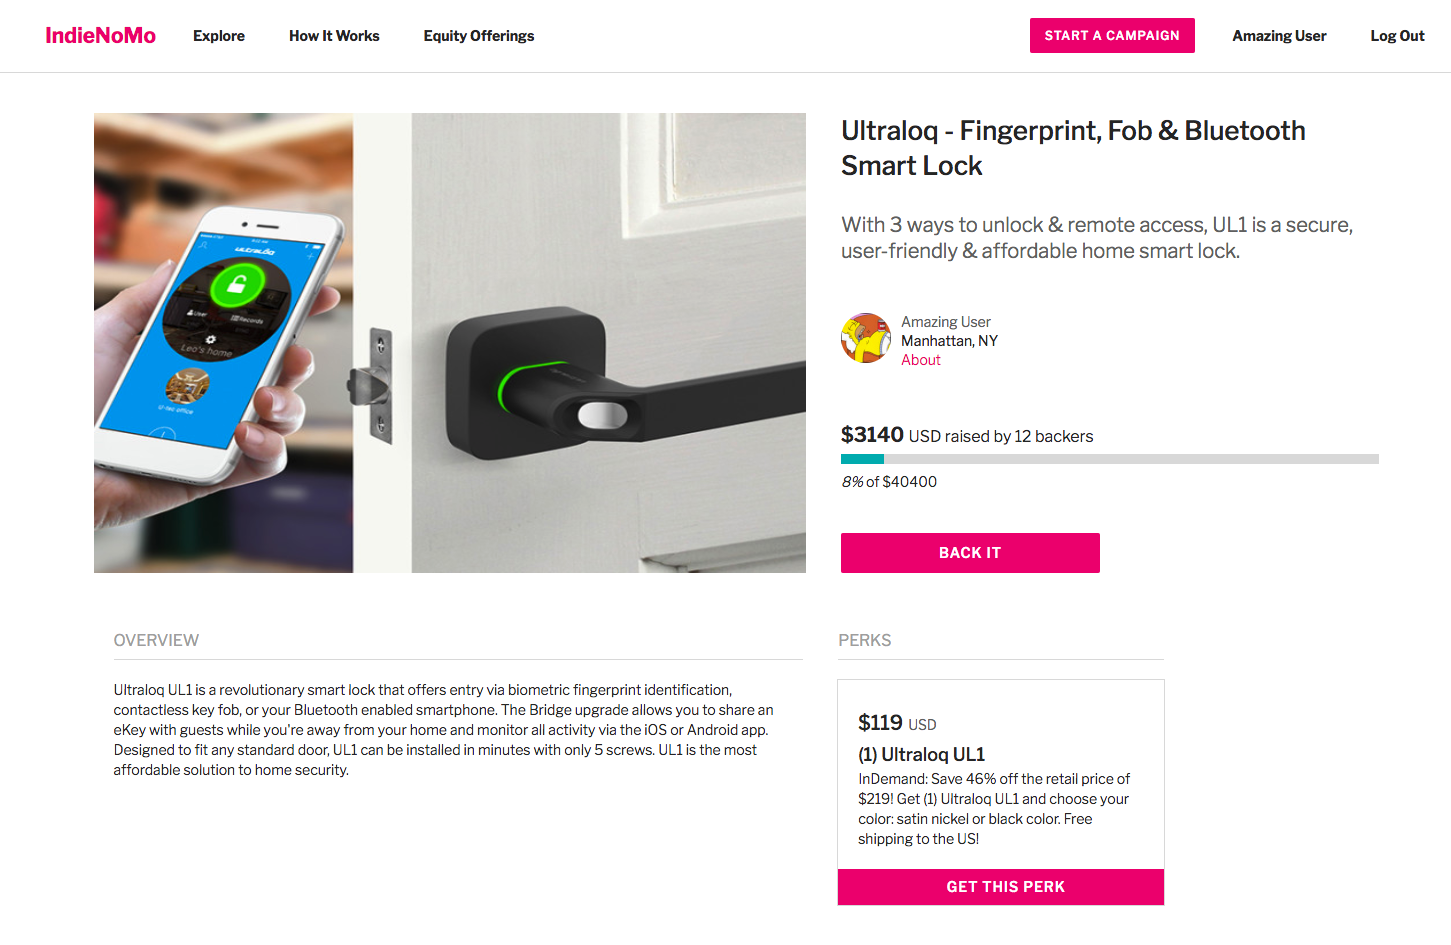 IndieNoMo Explore How It Works Equity Offerings START A CAMPAIGN Amazing User Log Out
ultraloq
User Records
Leo's home
U-tec office
Ultraloq - Fingerprint, Fob & Bluetooth
Smart Lock
With 3 ways to unlock & remote access, UL1 is a secure,
user-friendly & affordable home smart lock.
Amazing User
Manhattan, NY
About
$3140 USD raised by 12 backers
8% of $40400
BACK IT
OVERVIEW
Ultraloq UL1 is a revolutionary smart lock that offers entry via biometric fingerprint identification,
contactless key fob, or your Bluetooth enabled smartphone. The Bridge upgrade allows you to share an
eKey with guests while you're away from your home and monitor all activity via the iOS or Android app.
Designed to fit any standard door, UL1 can be installed in minutes with only 5 screws. UL1 is the most
affordable solution to home security.
PERKS
$119 USD
(1) Ultraloq UL1
InDemand: Save 46% off the retail price of
$219! Get (1) Ultraloq UL1 and choose your
color: satin nickel or black color. Free
shipping to the US!
GET THIS PERK